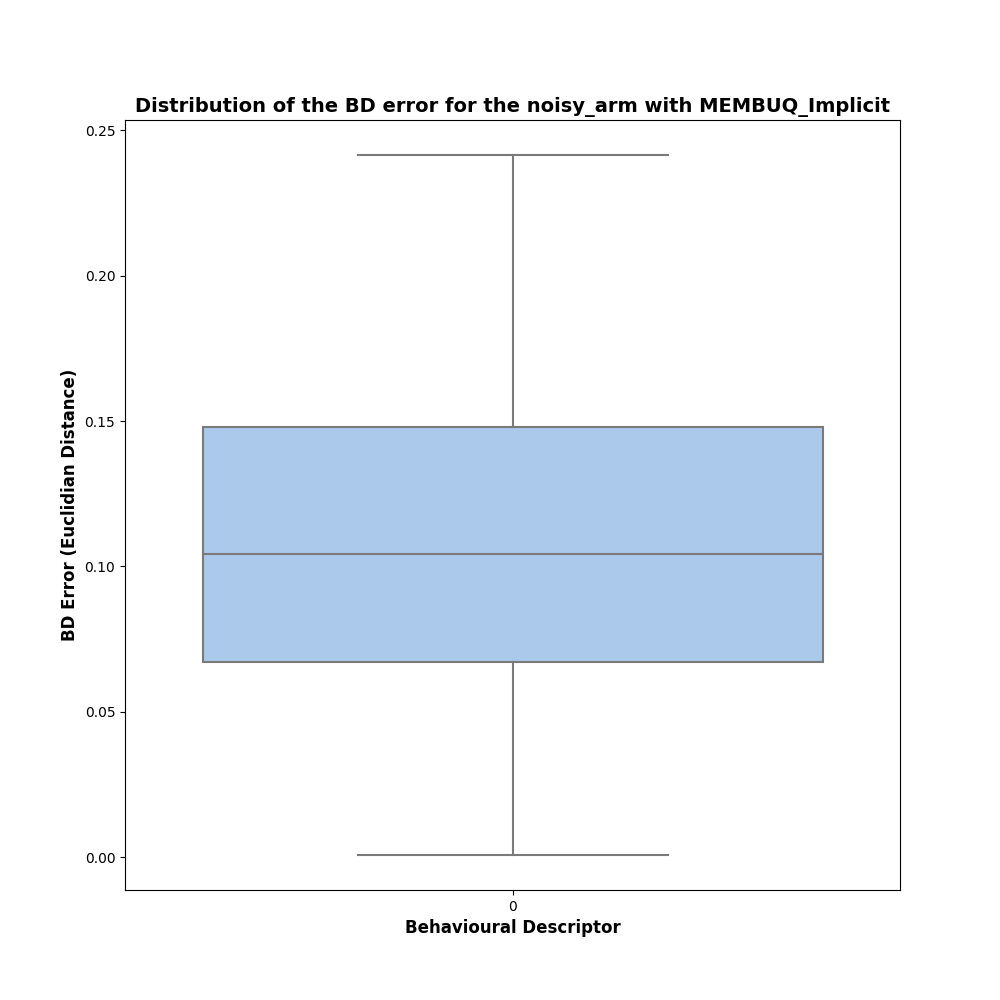 Distribution of the BD error for the noisy_arm with MEMBUQ_Implicit
BD Error (Euclidian Distance)
0.25
0.20
0.15
0.10
0.05
0.00
0
Behavioural Descriptor